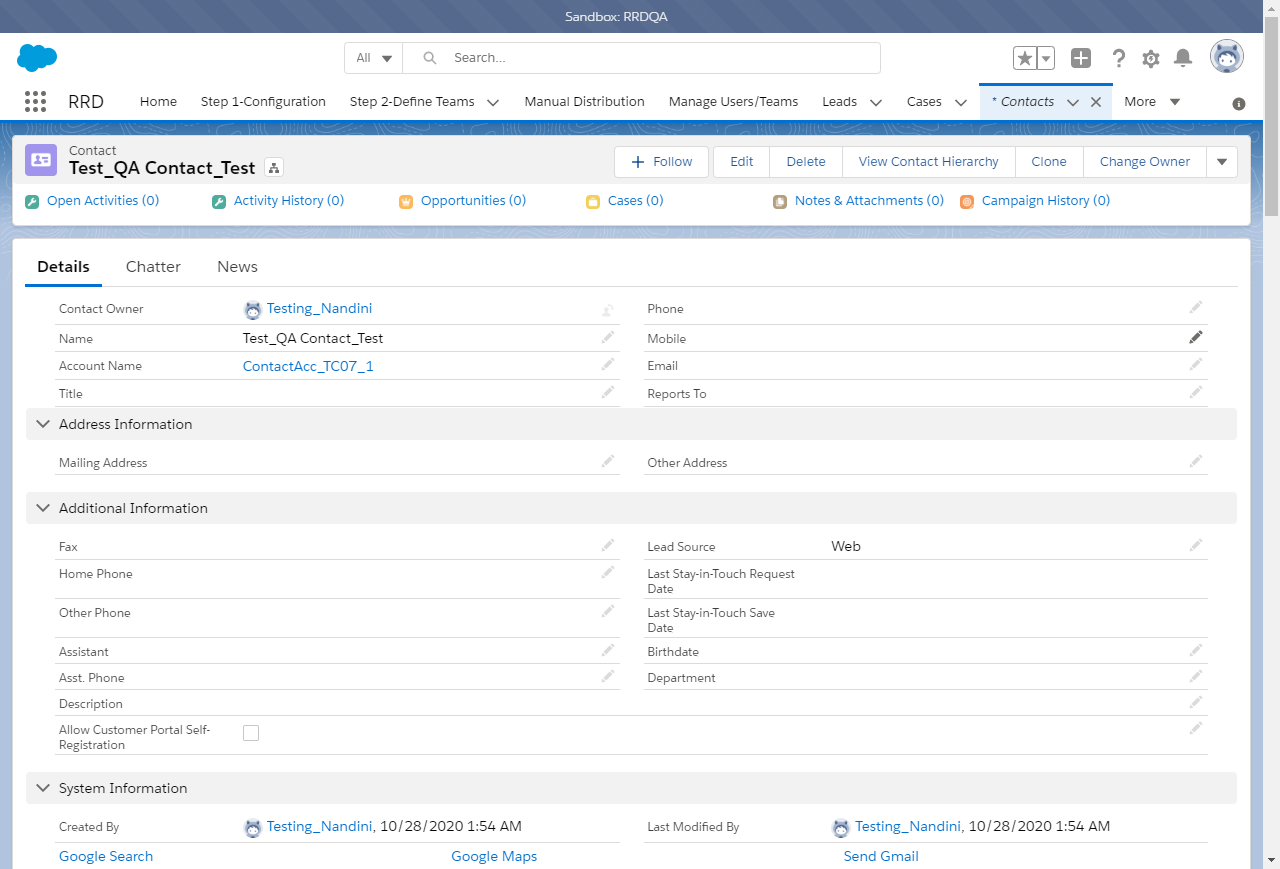 Sandbox: RRDQA
All Search...
RRD Home Step 1-Configuration Step 2-Define Teams Manual Distribution Manage Users/Teams Leads Cases * Contacts More
Contact
Test_QA Contact_Test
Follow Edit Delete View Contact Hierarchy Clone Change Owner
Open Activities (0) Activity History (0) Opportunities (0) Cases (0) Notes & Attachments (0) Campaign History (0)
Details Chatter News
Contact Owner Testing_Nandini Phone
Name Test_QA Contact_Test Mobile
Account Name ContactAcc_TC07_1 Email
Title Reports To
Address Information
Mailing Address Other Address
Additional Information
Fax Lead Source Web
Home Phone Last Stay-in-Touch Request
Date
Other Phone Last Stay-in-Touch Save
Date
Assistant Birthdate
Asst. Phone Department
Description
Allow Customer Portal Self-
Registration
System Information
Created By Testing_Nandini, 10/28/2020 1:54 AM Last Modified By Testing_Nandini, 10/28/2020 1:54 AM
Google Search Google Maps Send Gmail